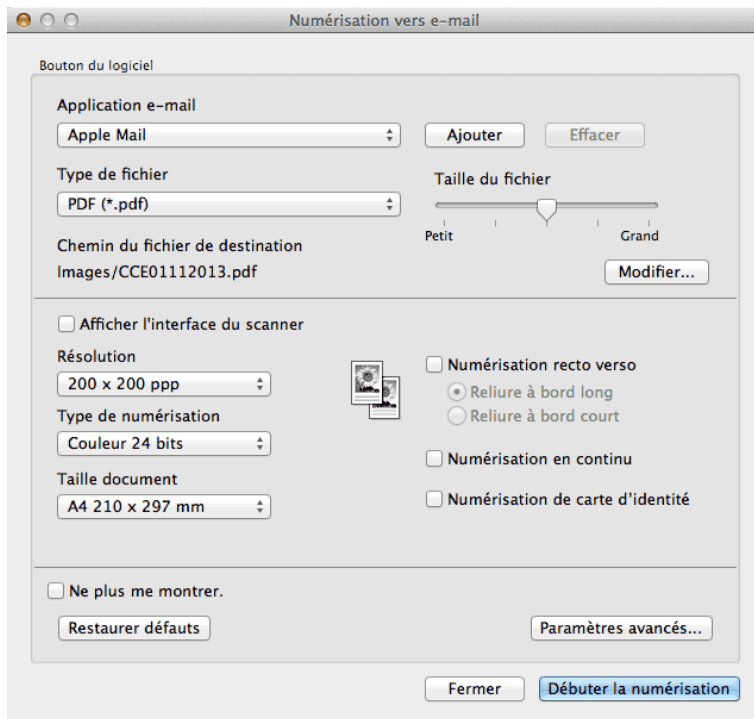 Numérisation vers e-mail
Bouton du logiciel
Application e-mail
Apple Mail
Ajouter
Effacer
Type de fichier
PDF (*.pdf)
Taille du fichier
Petit
Grand
Chemin du fichier de destination
Images/CCE01112013.pdf
Modifier...
Afficher l'interface du scanner
Résolution
200 x 200 ppp
Type de numérisation
Couleur 24 bits
Taille document
A4 210 x 297 mm
Numérisation recto verso
Reliure à bord long
Reliure à bord court
Numérisation en continu
Numérisation de carte d’identité
Ne plus me montrer.
Restaurer défauts
Paramètres avancés...
Fermer
Débuter la numérisation